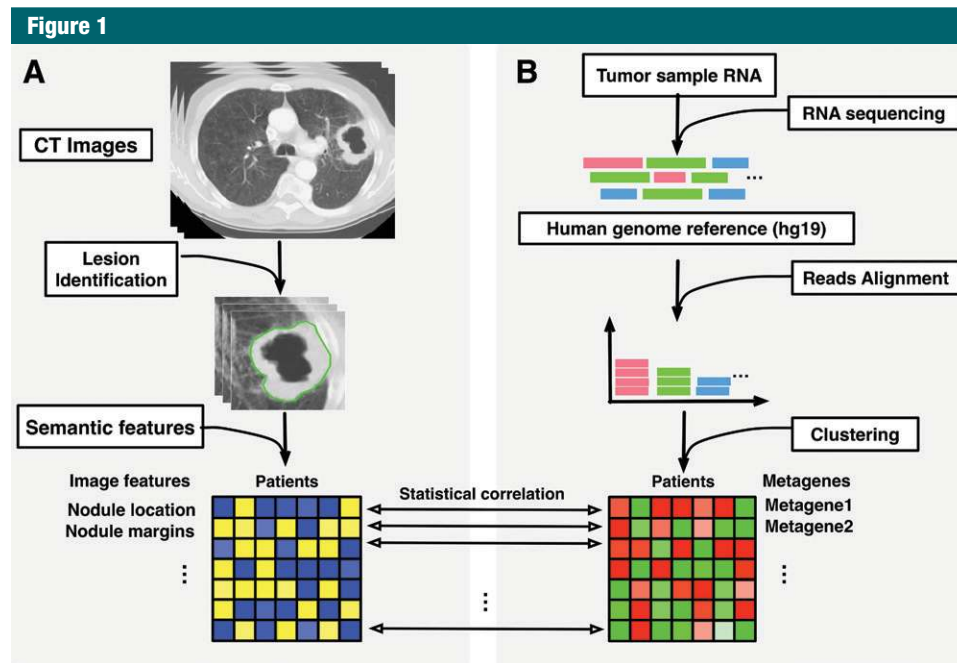 Figure 1
A
CT Images
Lesion
Identification
Semantic features
Image features
Patients
Nodule location
Nodule margins
...
Statistical correlation
...
B
Tumor sample RNA
RNA sequencing
...
Human genome reference (hg19)
Reads Alignment
...
Clustering
Patients
Metagenes
Metagene1
Metagene2
...